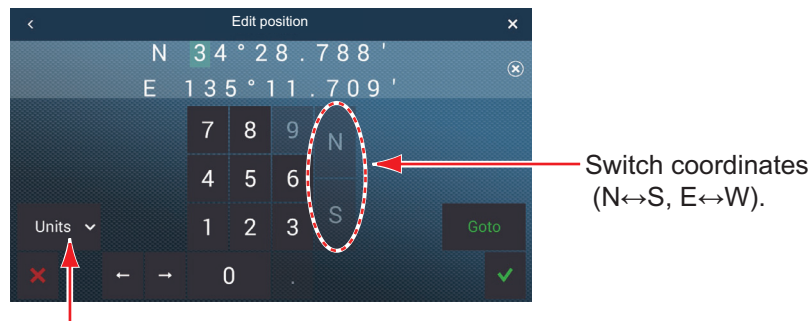 Edit position
N 34°28.788'
E 135°11.709'
7 8 9 N
4 5 6
Switch coordinates
(N↔S, E↔W).
1 2 3 S
Units
Goto
← → 0 .